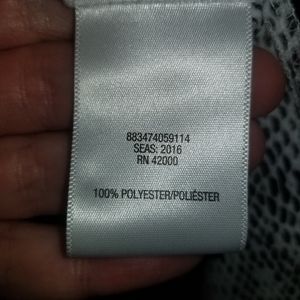 883474059114
SEAS: 2016
RN 42000
100% POLYESTER/POLIÉSTER